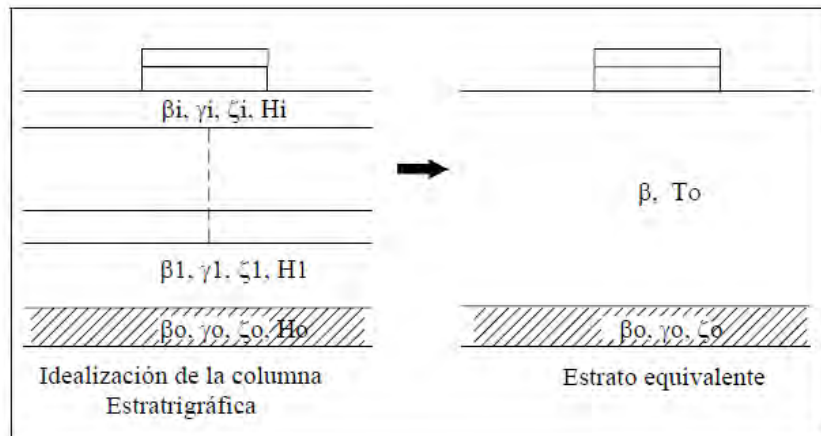 βi, γi, ζi, Hi
β1, γ1, ζ1, H1
βo, γo, ζo, Ho
Idealización de la columna
Estratrigráfica
β, To
βo, γo, ζo
Estrato equivalente